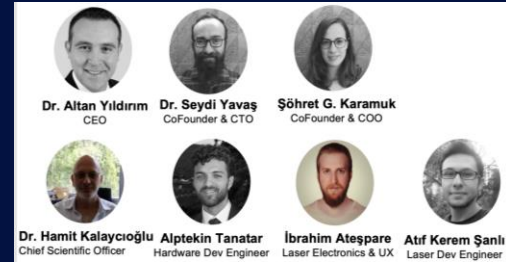 Dr. Altan Yıldırım
CEO
Dr. Seydi Yavaş
CoFounder & CTO
Şöhret G. Karamuk
CoFounder & COO
Dr. Hamit Kalaycıoğlu
Chief Scientific Officer
Alptekin Tanatar
Hardware Dev Engineer
İbrahim Ateşpare
Laser Electronics & UX
Atıf Kerem Şanlı
Laser Dev Engineer